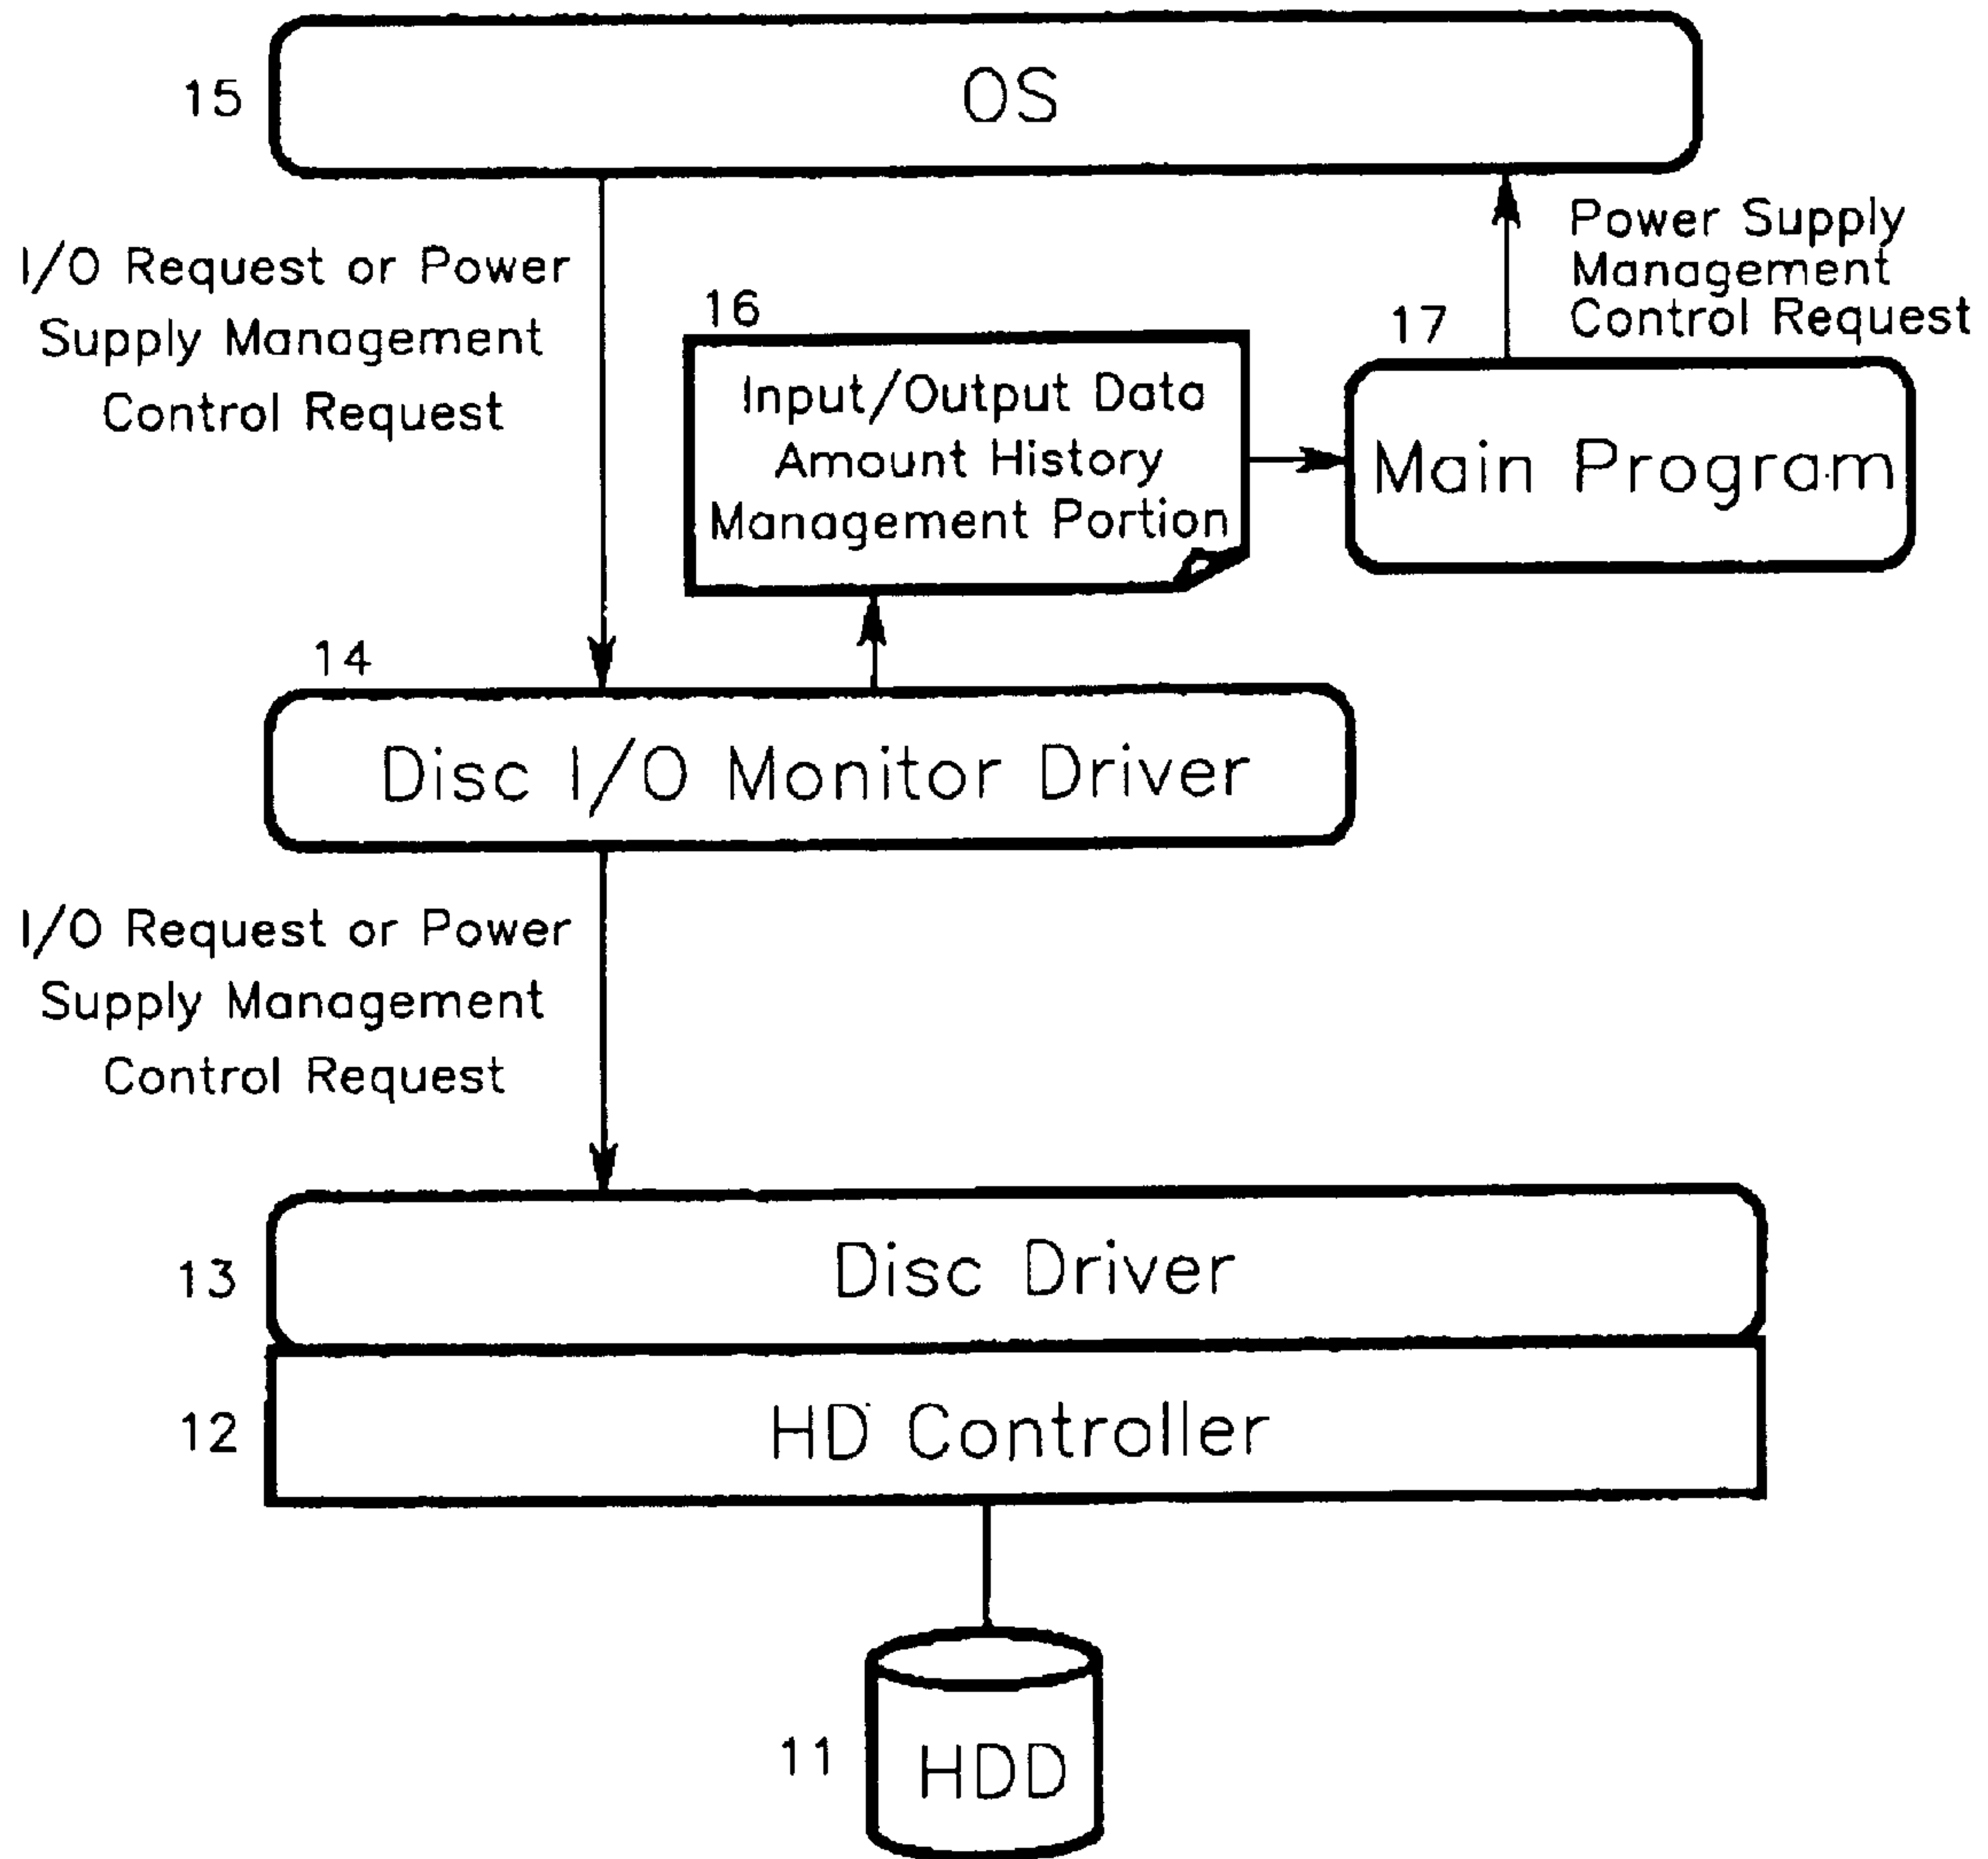 15
OS
I/O Request or Power
Supply Management
Control Request
Power Supply
Management
Control Request
16
Input/Output Data
Amount History
Management Portion
17
Main Program
14
Disc I/O Monitor Driver
I/O Request or Power
Supply Management
Control Request
13
Disc Driver
12
HD Controller
11
HDD